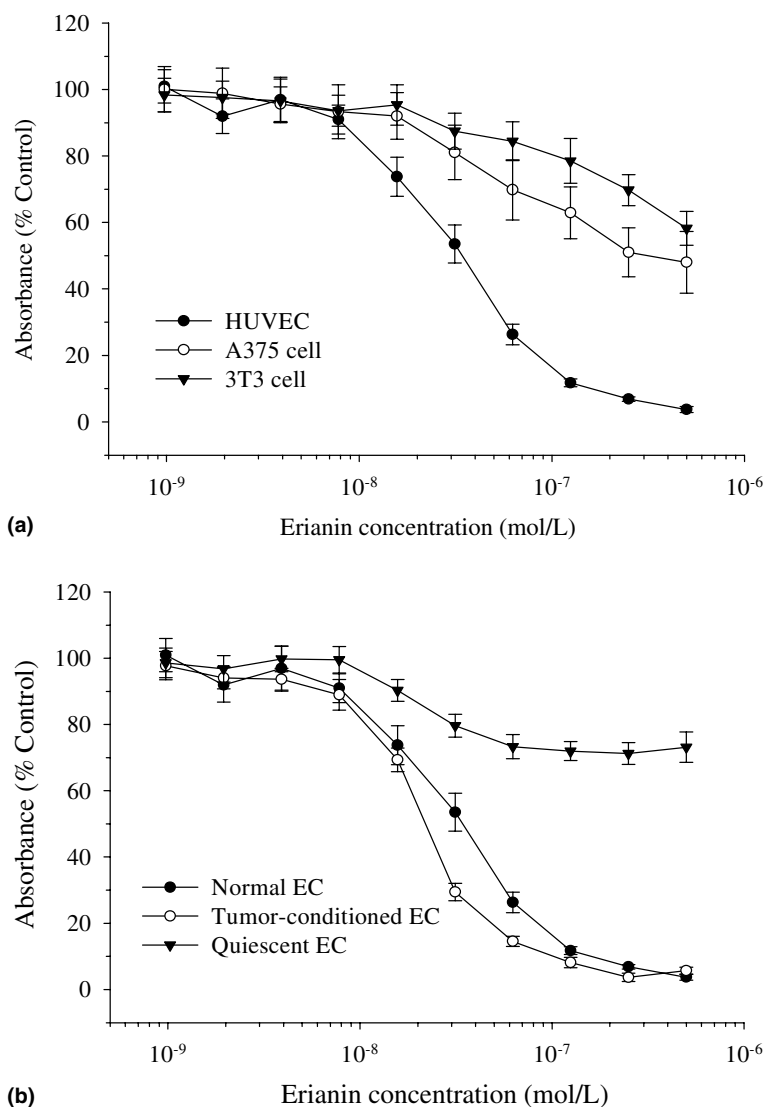 120
100
80
60
40
20
0
Absorbance (% Control)
HUVEC
A375 cell
3T3 cell
10⁻⁹
10⁻⁸
10⁻⁷
10⁻⁶
(a)
Erianin concentration (mol/L)
120
100
80
60
40
20
0
Absorbance (% Control)
Normal EC
Tumor-conditioned EC
Quiescent EC
10⁻⁹
10⁻⁸
10⁻⁷
10⁻⁶
(b)
Erianin concentration (mol/L)